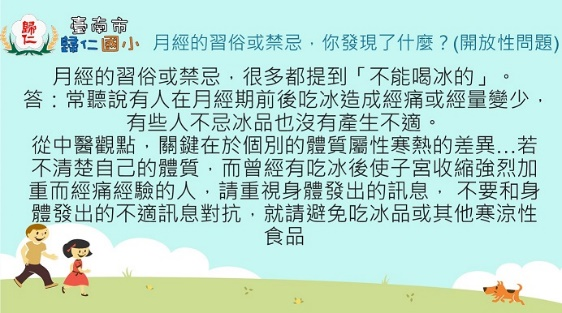 歸仁
臺南市
歸仁國小
月經的習俗或禁忌，你發現了什麼？(開放性問題)
月經的習俗或禁忌，很多都提到「不能喝冰的」。
答：常聽說有人在月經期前後吃冰造成經痛或經量變少，
有些人不忌冰品也沒有產生不適。
從中醫觀點，關鍵在於個別的體質屬性寒熱的差異…若
不清楚自己的體質，而曾經有吃冰後使子宮收縮強烈加
重而經痛經驗的人，請重視身體發出的訊息， 不要和身
體發出的不適訊息對抗，就請避免吃冰品或其他寒涼性
食品